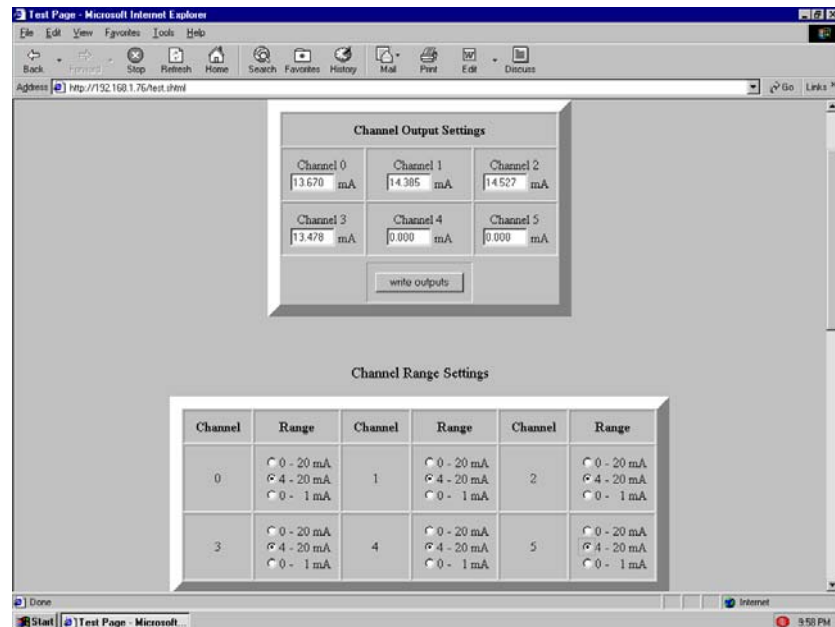 Test Page - Microsoft Internet Explorer
File Edit View Favorites Tools Help
Back Forward Stop Refresh Home Search Favorites History Mail Print Edit Discuss
Address http://192.168.1.76/test.shtml Go Links »
Channel Output Settings
Channel 0 Channel 1 Channel 2
13.670 mA 14.385 mA 14.527 mA
Channel 3 Channel 4 Channel 5
13.478 mA 0.000 mA 0.000 mA
write outputs
Channel Range Settings
Channel Range Channel Range Channel Range
0 - 20 mA 0 - 20 mA 0 - 20 mA
0 4 - 20 mA 1 4 - 20 mA 2 4 - 20 mA
0 - 1 mA 0 - 1 mA 0 - 1 mA
0 - 20 mA 0 - 20 mA 0 - 20 mA
3 4 - 20 mA 4 4 - 20 mA 5 4 - 20 mA
0 - 1 mA 0 - 1 mA 0 - 1 mA
Done Internet
Start Test Page - Microsoft... 9:58 PM